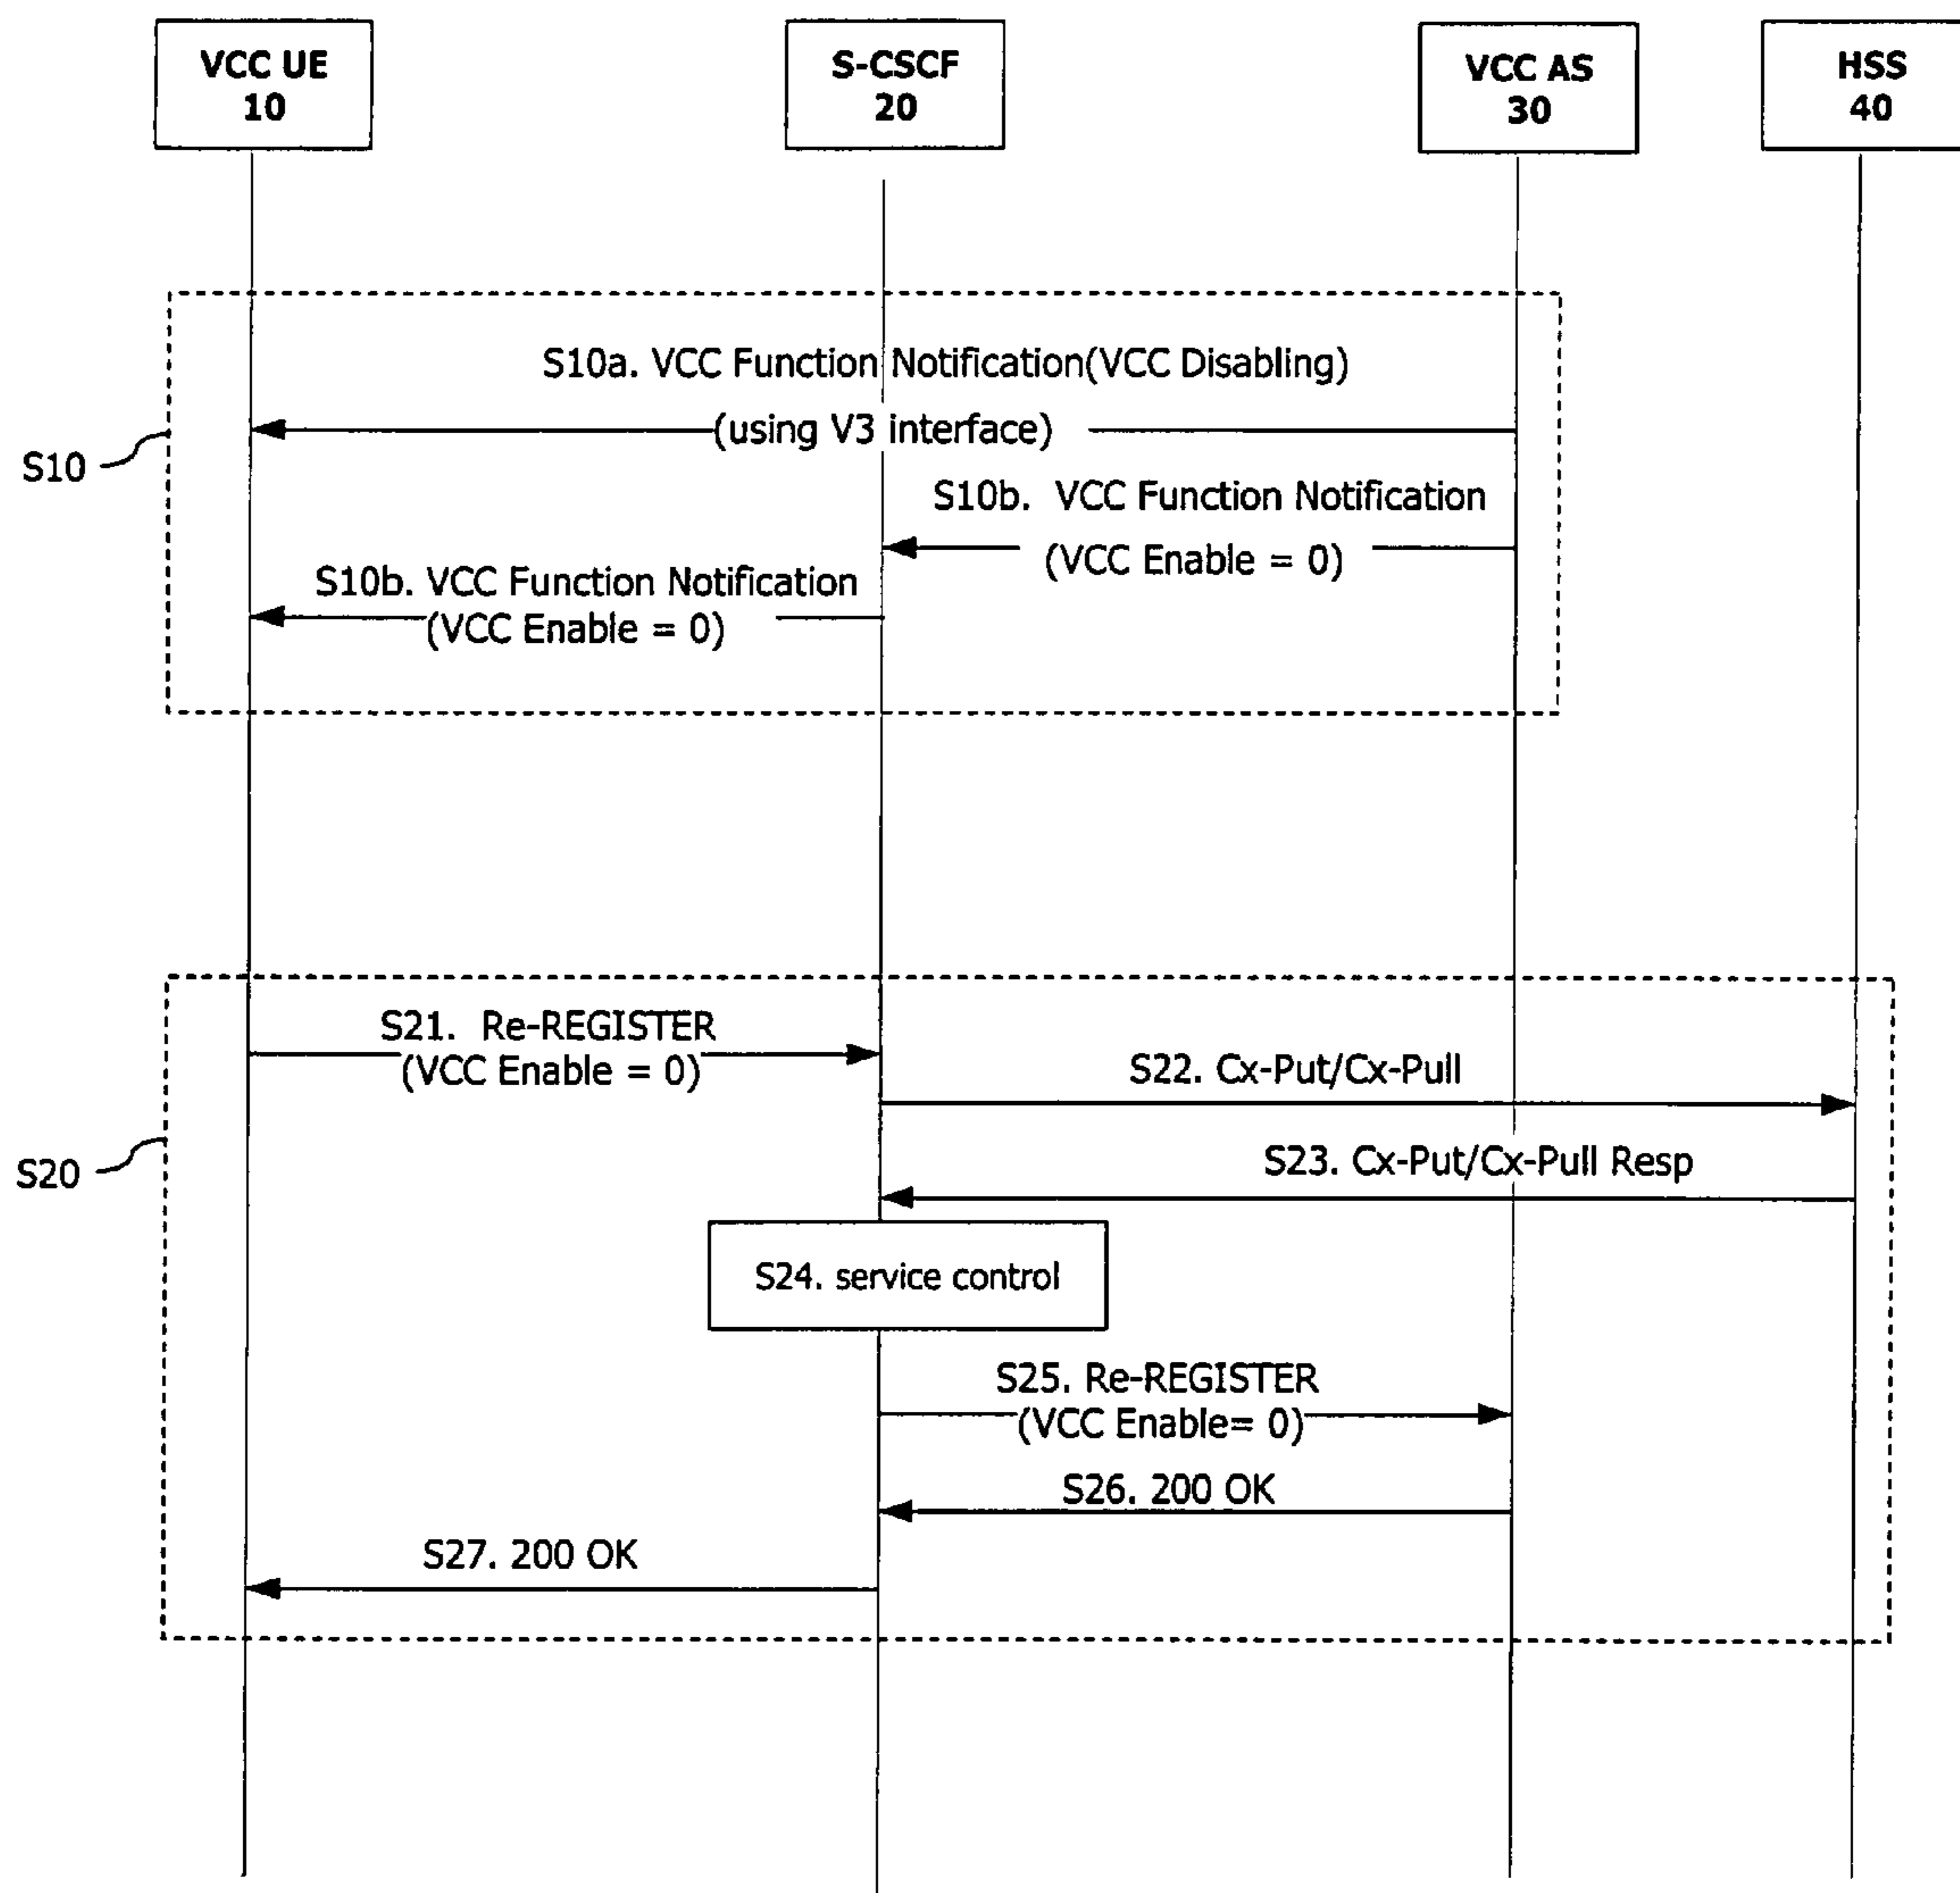 VCC UE
10
S-CSCF
20
VCC AS
30
HSS
40
S10a. VCC Function Notification(VCC Disabling)
(using V3 interface)
S10
S10b. VCC Function Notification
(VCC Enable = 0)
S10b. VCC Function Notification
(VCC Enable = 0)
S21. Re-REGISTER
(VCC Enable = 0)
S22. Cx-Put/Cx-Pull
S23. Cx-Put/Cx-Pull Resp
S20
S24. service control
S25. Re-REGISTER
(VCC Enable= 0)
S26. 200 OK
S27. 200 OK